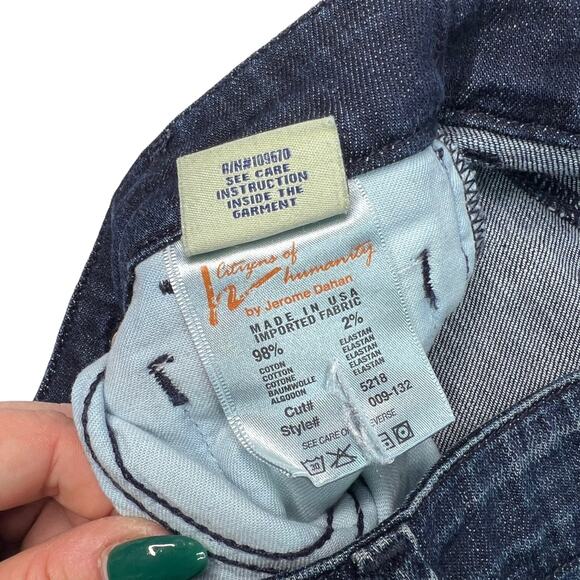 R/N#109670
SEE CARE
INSTRUCTION
INSIDE THE
GARMENT
Citizens of
humanity
by Jerome Dahan
MADE IN USA
IMPORTED FABRIC
98% 2%
COTON ELASTAN
COTTON ELASTAN
COTONE ELASTAN
BAUMWOLLE ELASTAN
ALGODON ELASTAN
Cut# 5218
Style# 009-132
SEE CARE ON REVERSE
30